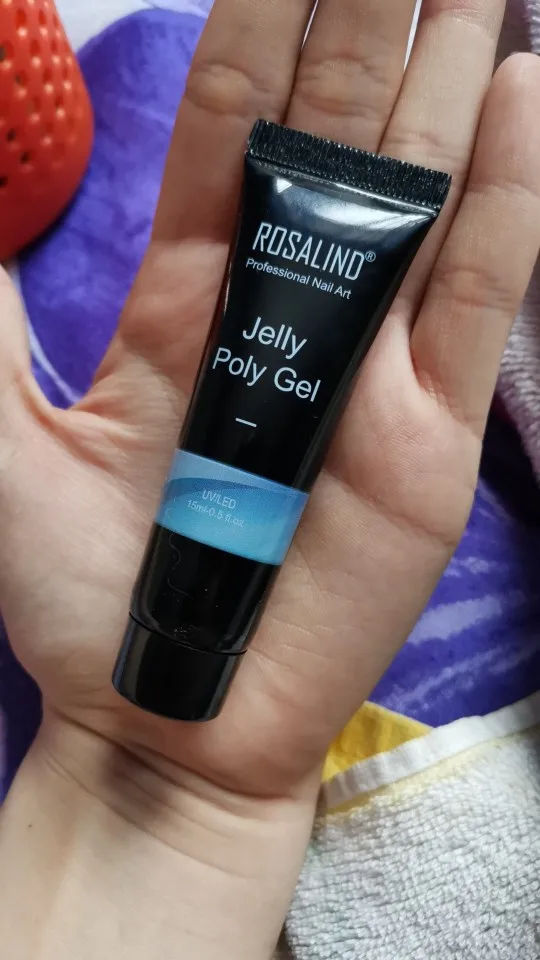 ROSALIND®
Professional Nail Art
Jelly
Poly Gel
UV/LED
15ml-0.5 fl.oz